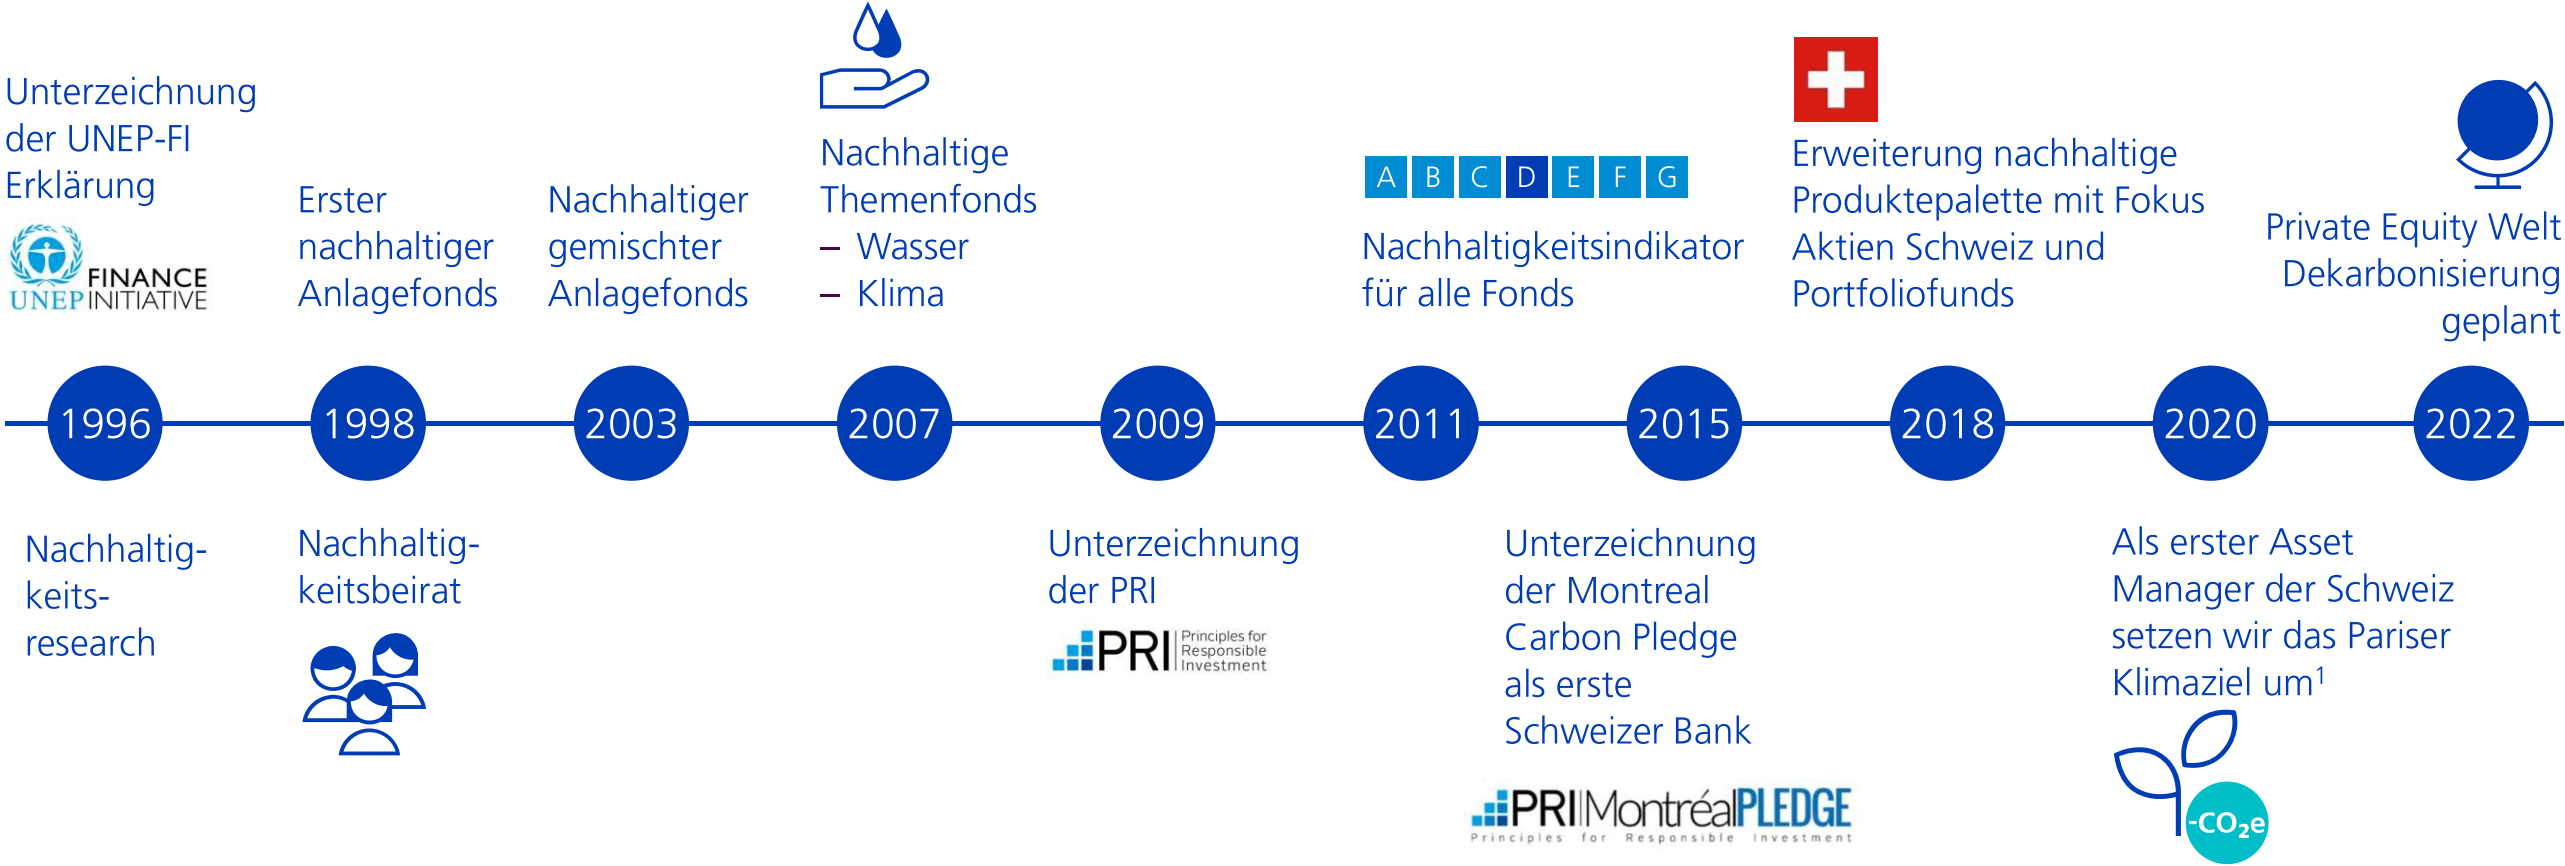 Unterzeichnung
der UNEP-FI
Erklärung
UNEP FINANCE
INITIATIVE
Erster
nachhaltiger
Anlagefonds
Nachhaltiger
gemischter
Anlagefonds
Nachhaltige
Themenfonds
– Wasser
– Klima
A B C D E F G
Nachhaltigkeitsindikator
für alle Fonds
Erweiterung nachhaltige
Produktepalette mit Fokus
Aktien Schweiz und
Portfoliofunds
Private Equity Welt
Dekarbonisierung
geplant
1996 1998 2003 2007 2009 2011 2015 2018 2020 2022
Nachhaltig-
keits-
research
Nachhaltig-
keitsbeirat
Unterzeichnung
der PRI
PRI Principles for
Responsible
Investment
Unterzeichnung
der Montreal
Carbon Pledge
als erste
Schweizer Bank
PRI MontréalPLEDGE
Principles for Responsible Investment
Als erster Asset
Manager der Schweiz
setzen wir das Pariser
Klimaziel um¹
-CO₂e